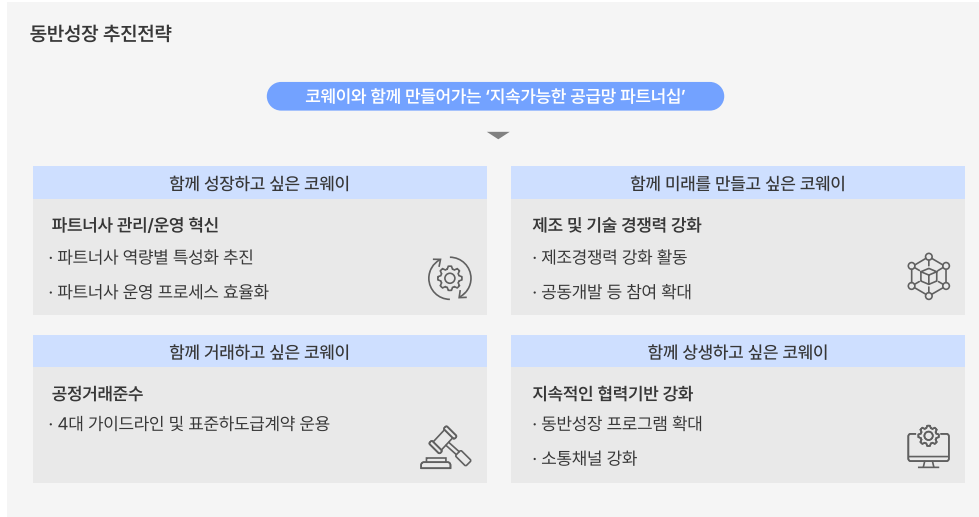 동반성장 추진전략
코웨이와 함께 만들어가는 ‘지속가능한 공급망 파트너십’
함께 성장하고 싶은 코웨이
파트너사 관리/운영 혁신
· 파트너사 역량별 특성화 추진
· 파트너사 운영 프로세스 효율화
함께 미래를 만들고 싶은 코웨이
제조 및 기술 경쟁력 강화
· 제조경쟁력 강화 활동
· 공동개발 등 참여 확대
함께 거래하고 싶은 코웨이
공정거래준수
· 4대 가이드라인 및 표준하도급계약 운용
함께 상생하고 싶은 코웨이
지속적인 협력기반 강화
· 동반성장 프로그램 확대
· 소통채널 강화